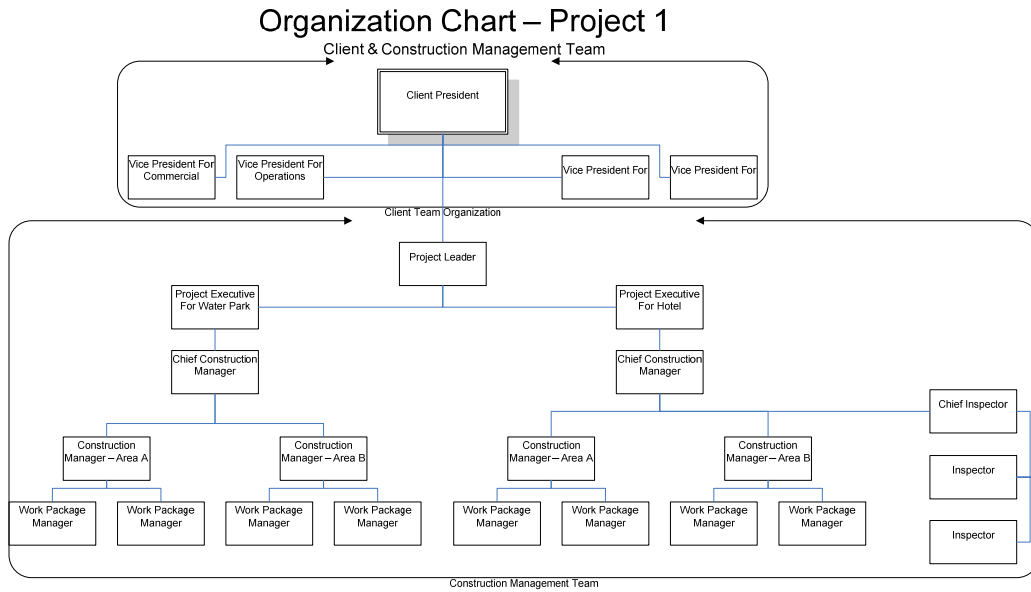 Organization Chart – Project 1
Client & Construction Management Team
Client President
Vice President For
Commercial
Vice President For
Operations
Vice President For
Vice President For
Client Team Organization
Project Leader
Project Executive
For Water Park
Project Executive
For Hotel
Chief Construction
Manager
Chief Construction
Manager
Chief Inspector
Construction
Manager – Area A
Construction
Manager – Area B
Construction
Manager – Area A
Construction
Manager – Area B
Inspector
Work Package
Manager
Work Package
Manager
Work Package
Manager
Work Package
Manager
Work Package
Manager
Work Package
Manager
Work Package
Manager
Work Package
Manager
Inspector
Construction Management Team